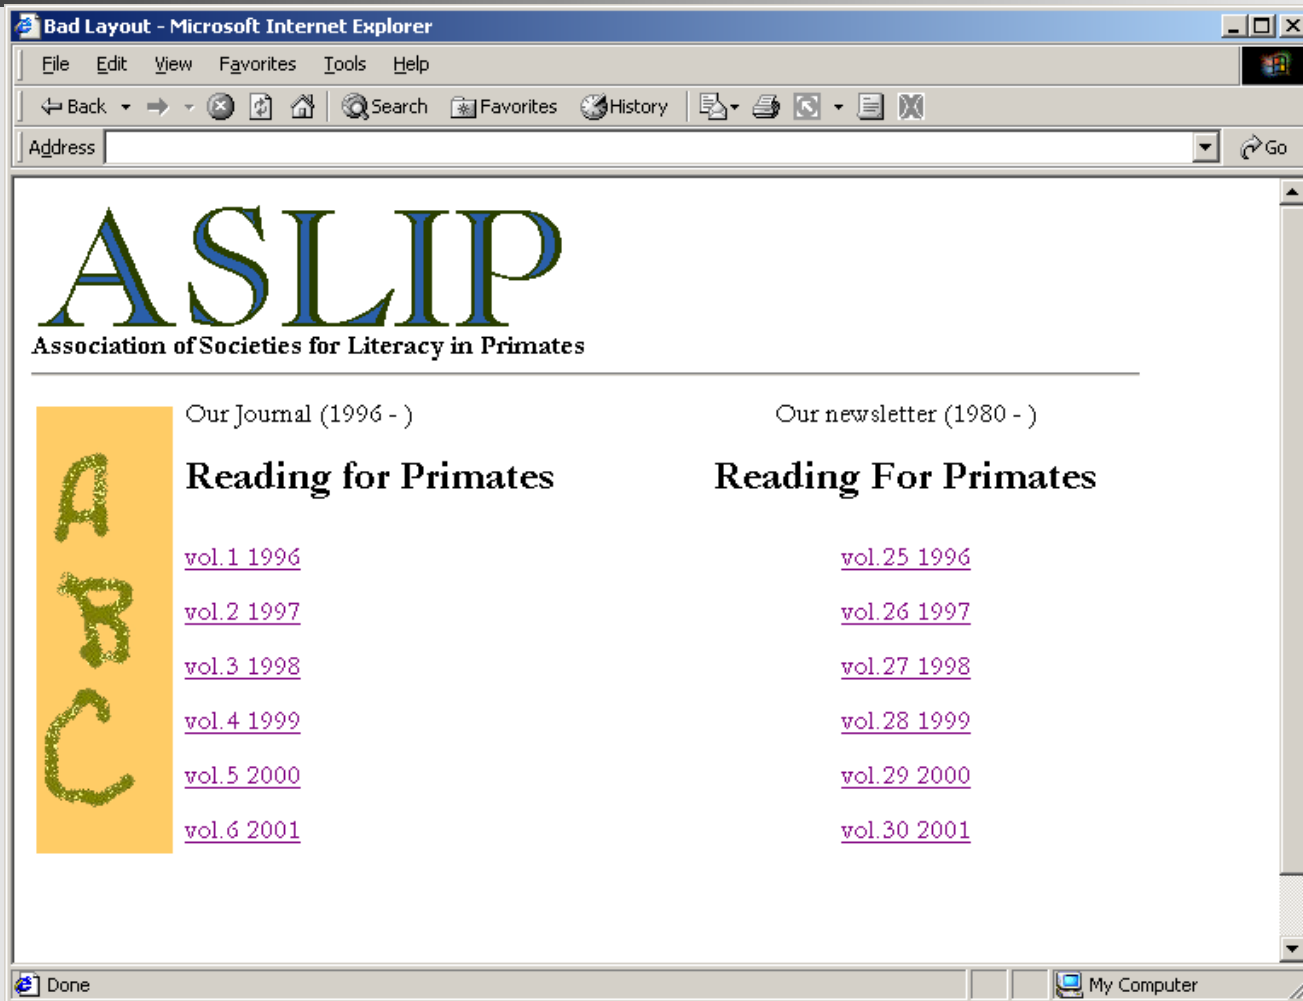 Bad Layout - Microsoft Internet Explorer
File Edit View Favorites Tools Help
Back Search Favorites History
Address Go
ASLIP
Association of Societies for Literacy in Primates
Our Journal (1996 - ) Our newsletter (1980 - )
Reading for Primates Reading For Primates
A
B
C
vol.1 1996 vol.25 1996
vol.2 1997 vol.26 1997
vol.3 1998 vol.27 1998
vol.4 1999 vol.28 1999
vol.5 2000 vol.29 2000
vol.6 2001 vol.30 2001
Done My Computer